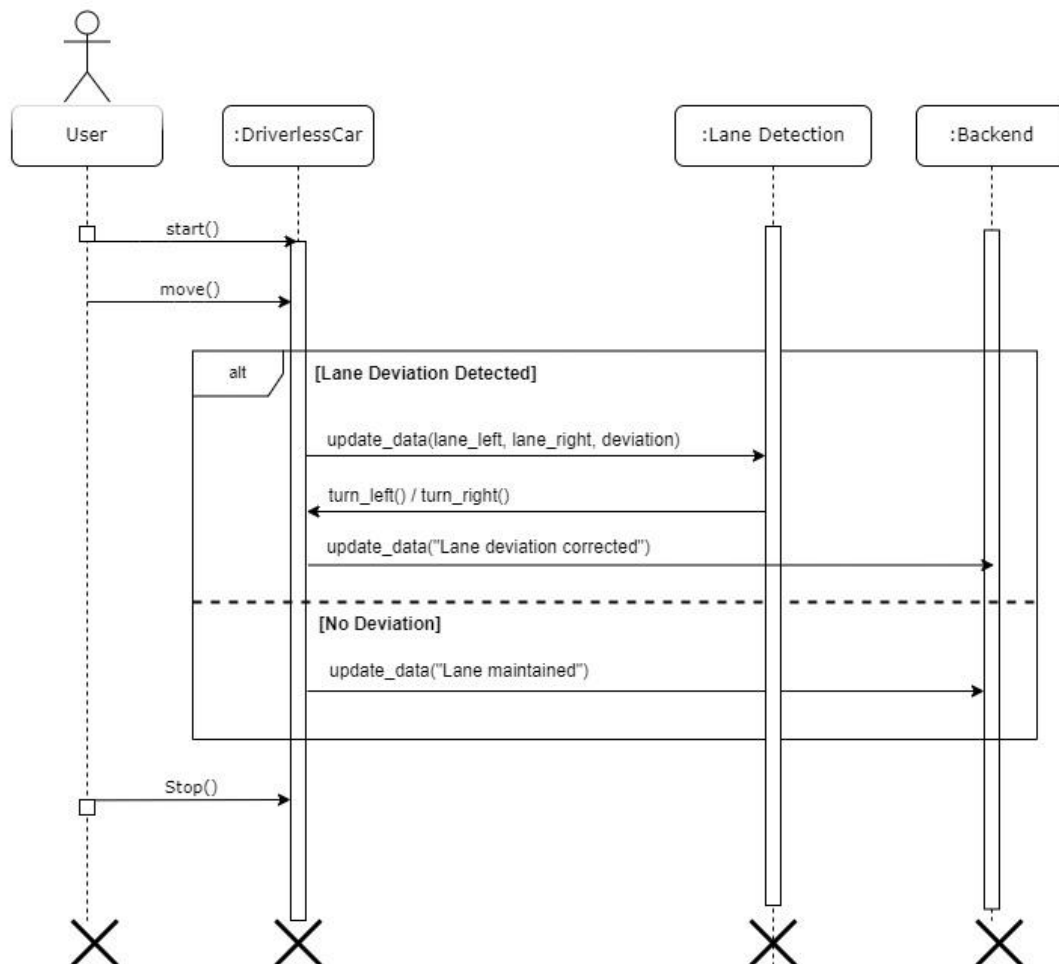 User
:DriverlessCar
:Lane Detection
:Backend
start()
move()
alt
[Lane Deviation Detected]
update_data(lane_left, lane_right, deviation)
turn_left() / turn_right()
update_data("Lane deviation corrected")
[No Deviation]
update_data("Lane maintained")
Stop()